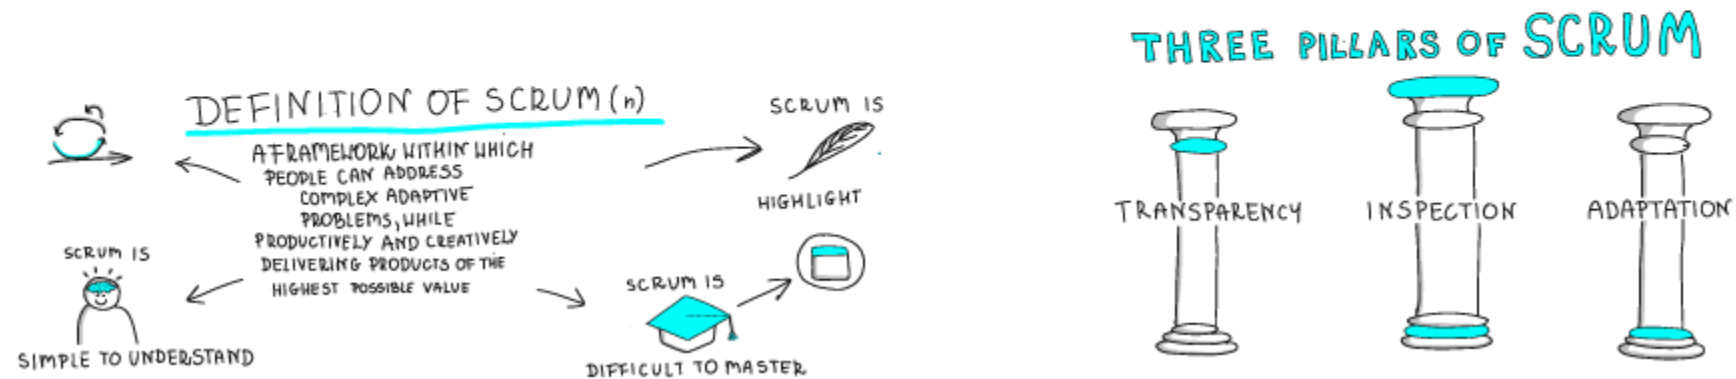 DEFINITION OF SCRUM (n)
A FRAMEWORK WITHIN WHICH
PEOPLE CAN ADDRESS
COMPLEX ADAPTIVE
PROBLEMS, WHILE
PRODUCTIVELY AND CREATIVELY
DELIVERING PRODUCTS OF THE
HIGHEST POSSIBLE VALUE
SCRUM IS
HIGHLIGHT
SCRUM IS
SIMPLE TO UNDERSTAND
SCRUM IS
DIFFICULT TO MASTER
THREE PILLARS OF SCRUM
TRANSPARENCY
INSPECTION
ADAPTATION